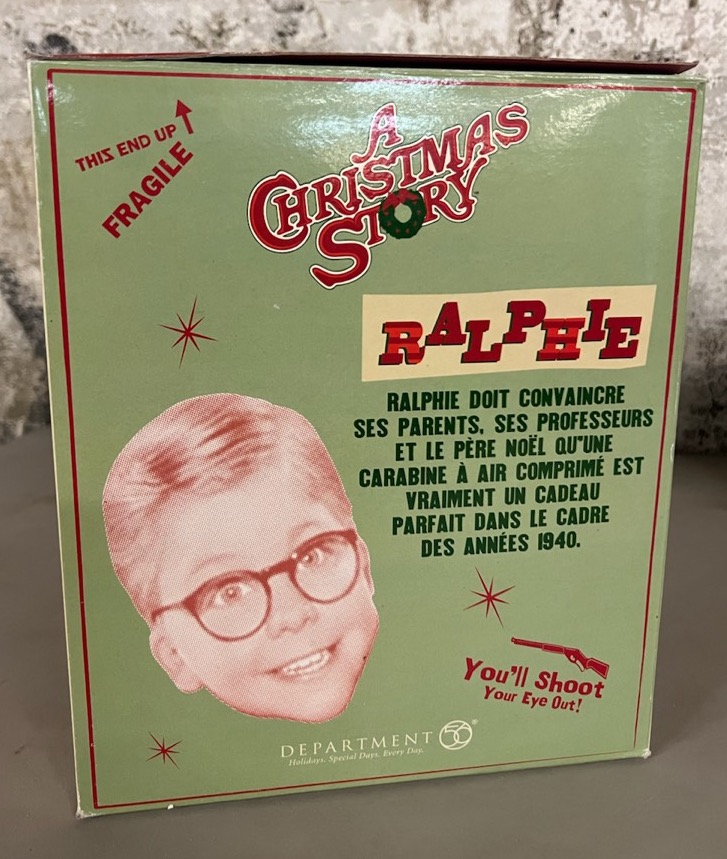 THIS END UP
FRAGILE
A
CHRISTMAS
STORY
RALPHIE
RALPHIE DOIT CONVAINCRE
SES PARENTS, SES PROFESSEURS
ET LE PÈRE NOËL QU'UNE
CARABINE À AIR COMPRIMÉ EST
VRAIMENT UN CADEAU
PARFAIT DANS LE CADRE
DES ANNÉES 1940.
You'll Shoot
Your Eye Out!
DEPARTMENT 56®
Holidays. Special Days. Every Day.